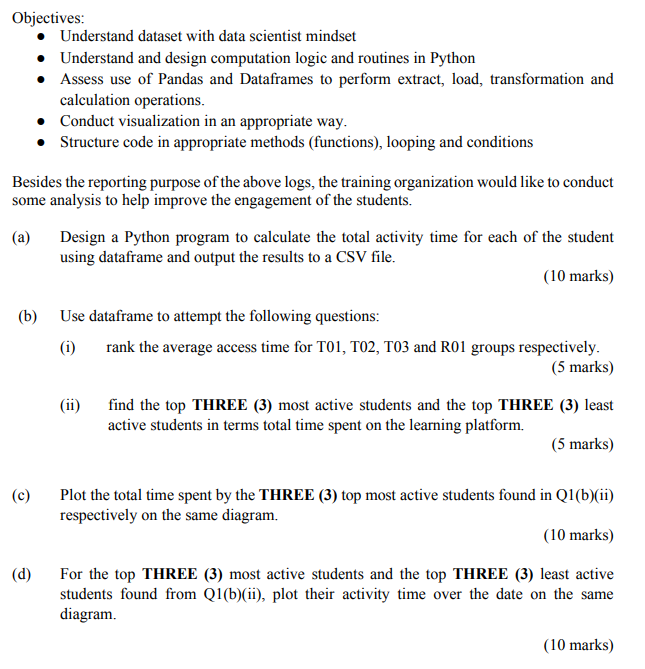 Objectives:
● Understand dataset with data scientist mindset
● Understand and design computation logic and routines in Python
● Assess use of Pandas and Dataframes to perform extract, load, transformation and
calculation operations.
● Conduct visualization in an appropriate way.
● Structure code in appropriate methods (functions), looping and conditions
Besides the reporting purpose of the above logs, the training organization would like to conduct
some analysis to help improve the engagement of the students.
(a) Design a Python program to calculate the total activity time for each of the student
using dataframe and output the results to a CSV file.
(10 marks)
(b) Use dataframe to attempt the following questions:
(i) rank the average access time for T01, T02, T03 and R01 groups respectively.
(5 marks)
(ii) find the top THREE (3) most active students and the top THREE (3) least
active students in terms total time spent on the learning platform.
(5 marks)
(c) Plot the total time spent by the THREE (3) top most active students found in Q1(b)(ii)
respectively on the same diagram.
(10 marks)
(d) For the top THREE (3) most active students and the top THREE (3) least active
students found from Q1(b)(ii), plot their activity time over the date on the same
diagram.
(10 marks)